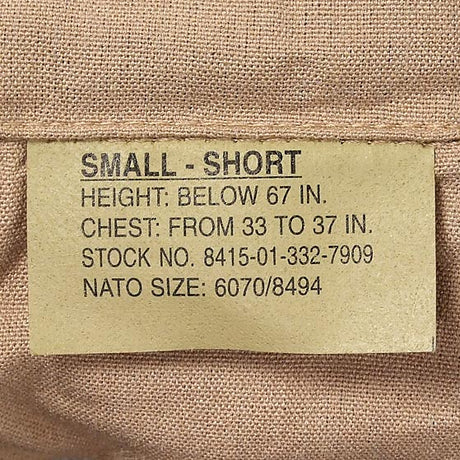 SMALL - SHORT
HEIGHT: BELOW 67 IN.
CHEST: FROM 33 TO 37 IN.
STOCK NO. 8415-01-332-7909
NATO SIZE: 6070/8494